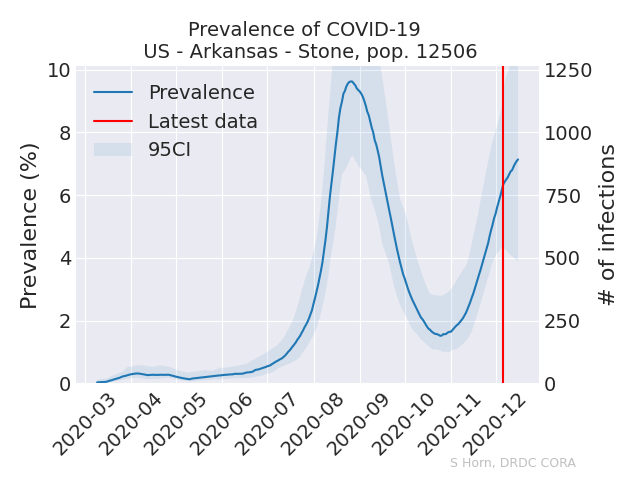 Prevalence of COVID-19
US - Arkansas - Stone, pop. 12506
Prevalence (%)
10
8
6
4
2
0
Prevalence
Latest data
95CI
1250
1000
750
500
250
0
# of infections
2020-03
2020-04
2020-05
2020-06
2020-07
2020-08
2020-09
2020-10
2020-11
2020-12
S Horn, DRDC CORA